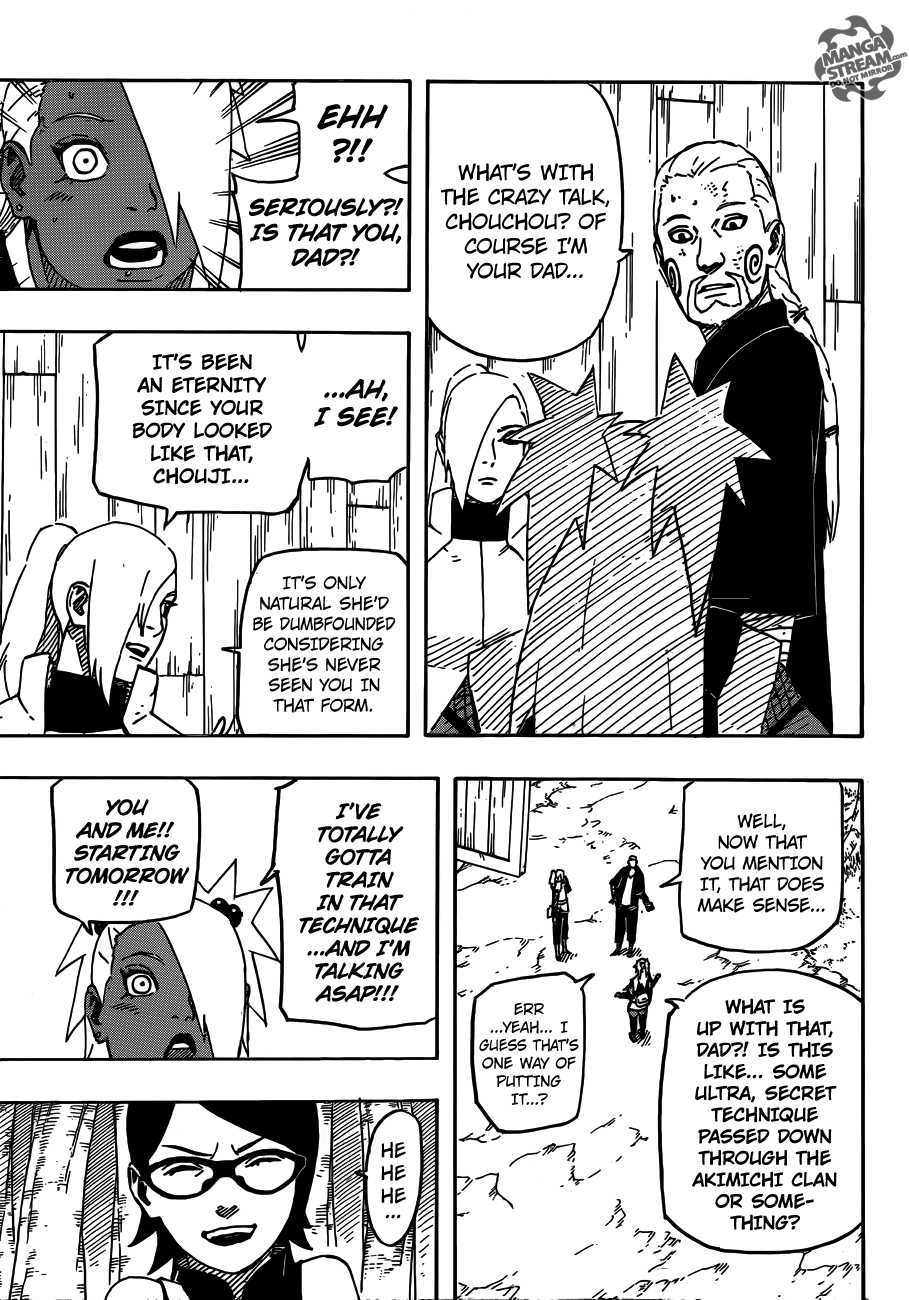 MANGA
STREAM.com
DO NOT MIRROR!
WHAT'S WITH
THE CRAZY TALK,
CHOUCHOU? OF
COURSE I'M
YOUR DAD...
EHH
?!!
SERIOUSLY?!
IS THAT YOU,
DAD?!
...AH,
I SEE!
IT'S BEEN
AN ETERNITY
SINCE YOUR
BODY LOOKED
LIKE THAT,
CHOUJI...
IT'S ONLY
NATURAL SHE'D
BE DUMBFOUNDED
CONSIDERING
SHE'S NEVER
SEEN YOU IN
THAT FORM.
WELL,
NOW THAT
YOU MENTION
IT, THAT DOES
MAKE SENSE...
WHAT IS
UP WITH THAT,
DAD?! IS THIS
LIKE... SOME
ULTRA, SECRET
TECHNIQUE
PASSED DOWN
THROUGH THE
AKIMICHI CLAN
OR SOME-
THING?
ERR
...YEAH... I
GUESS THAT'S
ONE WAY OF
PUTTING
IT...?
I'VE
TOTALLY
GOTTA
TRAIN
IN THAT
TECHNIQUE
...AND I'M
TALKING
ASAP!!!
YOU
AND ME!!
STARTING
TOMORROW
!!!
HE
HE
HE
...